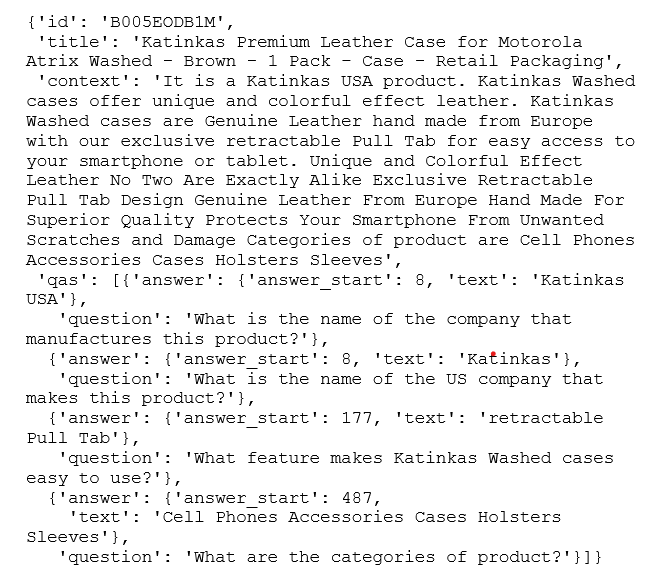 {'id': 'B005EODB1M',
'title': 'Katinkas Premium Leather Case for Motorola
Atrix Washed - Brown - 1 Pack - Case - Retail Packaging',
'context': 'It is a Katinkas USA product. Katinkas Washed
cases offer unique and colorful effect leather. Katinkas
Washed cases are Genuine Leather hand made from Europe
with our exclusive retractable Pull Tab for easy access to
your smartphone or tablet. Unique and Colorful Effect
Leather No Two Are Exactly Alike Exclusive Retractable
Pull Tab Design Genuine Leather From Europe Hand Made For
Superior Quality Protects Your Smartphone From Unwanted
Scratches and Damage Categories of product are Cell Phones
Accessories Cases Holsters Sleeves',
'qas': [{'answer': {'answer_start': 8, 'text': 'Katinkas
USA'},
'question': 'What is the name of the company that
manufactures this product?'},
{'answer': {'answer_start': 8, 'text': 'Katinkas'},
'question': 'What is the name of the US company that
makes this product?'},
{'answer': {'answer_start': 177, 'text': 'retractable
Pull Tab'},
'question': 'What feature makes Katinkas Washed cases
easy to use?'},
{'answer': {'answer_start': 487,
'text': 'Cell Phones Accessories Cases Holsters
Sleeves'},
'question': 'What are the categories of product?'}]}